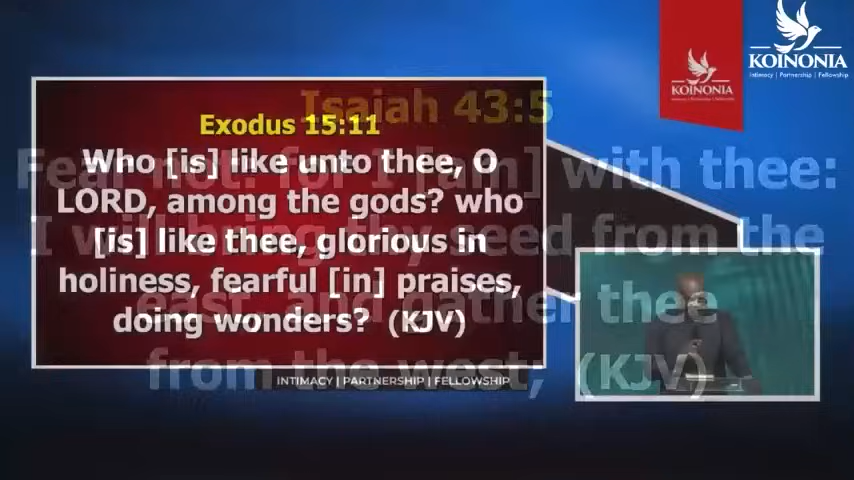 KOINONIA
KOINONIA
Intimacy | Partnership | Fellowship
Isaiah 43:5
Fear not: for I [am] with thee:
I will bring thy seed from the
east, and gather thee
from the west; (KJV)
Exodus 15:11
Who [is] like unto thee, O
LORD, among the gods? who
[is] like thee, glorious in
holiness, fearful [in] praises,
doing wonders? (KJV)
INTIMACY | PARTNERSHIP | FELLOWSHIP